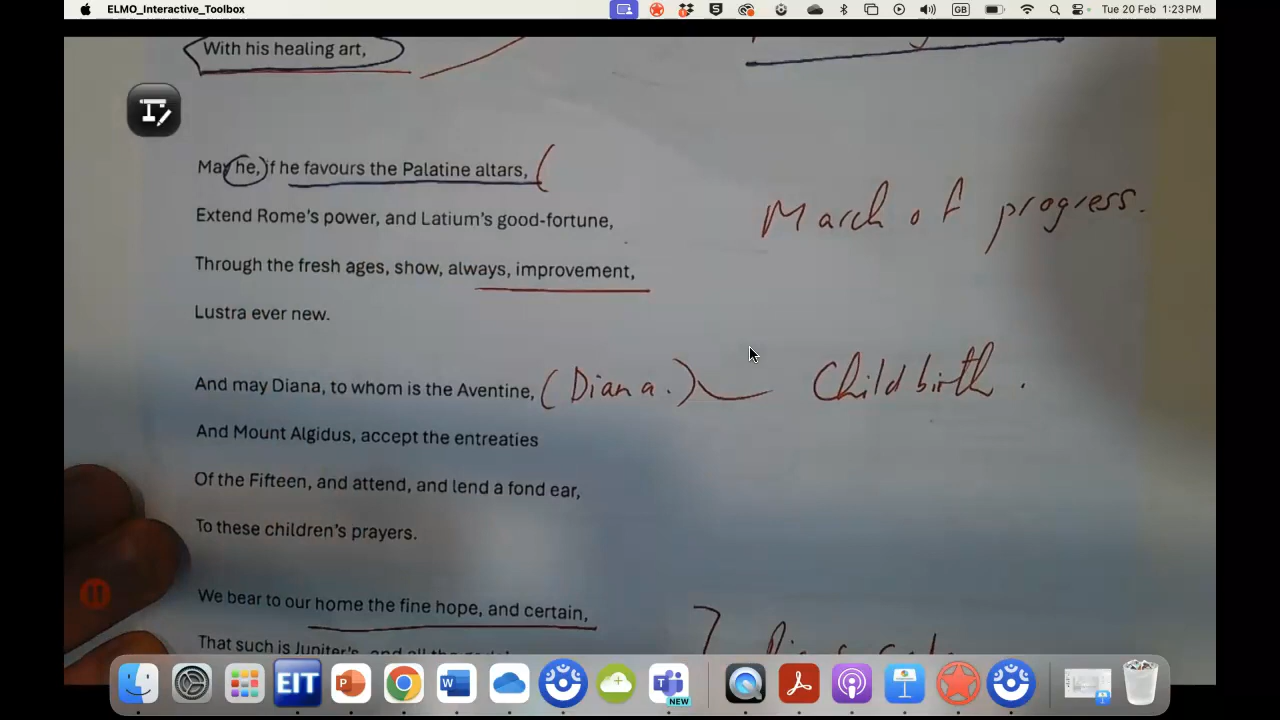 ELMO_Interactive_Toolbox
GB
Tue 20 Feb 1:23 PM
With his healing art,
May he, if he favours the Palatine altars, (
Extend Rome's power, and Latium's good-fortune,
March of progress.
Through the fresh ages, show, always, improvement,
Lustra ever new.
And may Diana, to whom is the Aventine, (Diana.) Childbirth.
And Mount Algidus, accept the entreaties
Of the Fifteen, and attend, and lend a fond ear,
To these children's prayers.
We bear to our home the fine hope, and certain,
That such is Jupiter's, and all the
EIT
NEW